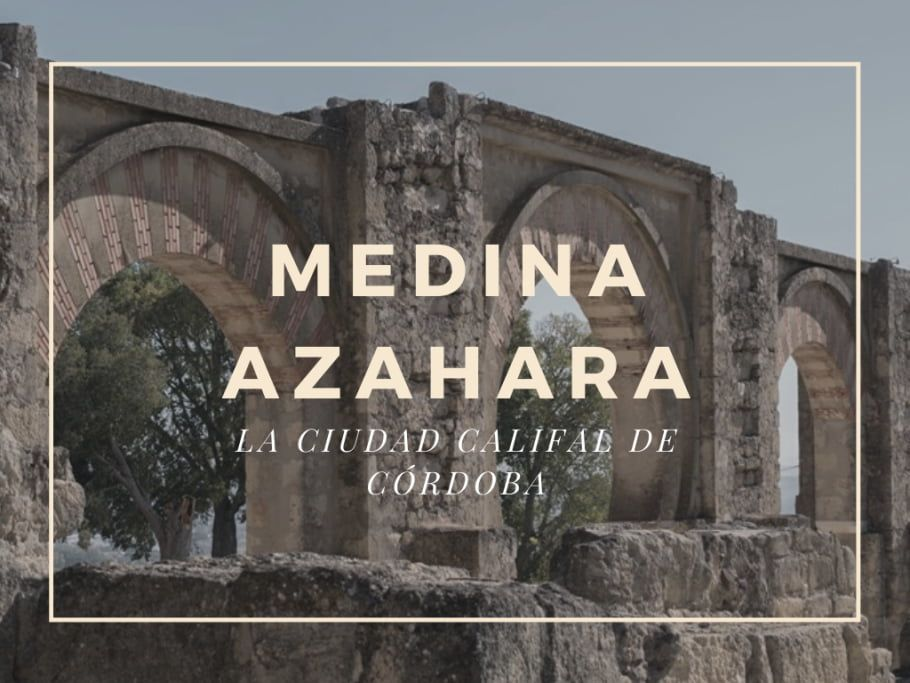 MEDINA
AZAHARA
LA CIUDAD CALIFAL DE
CÓRDOBA